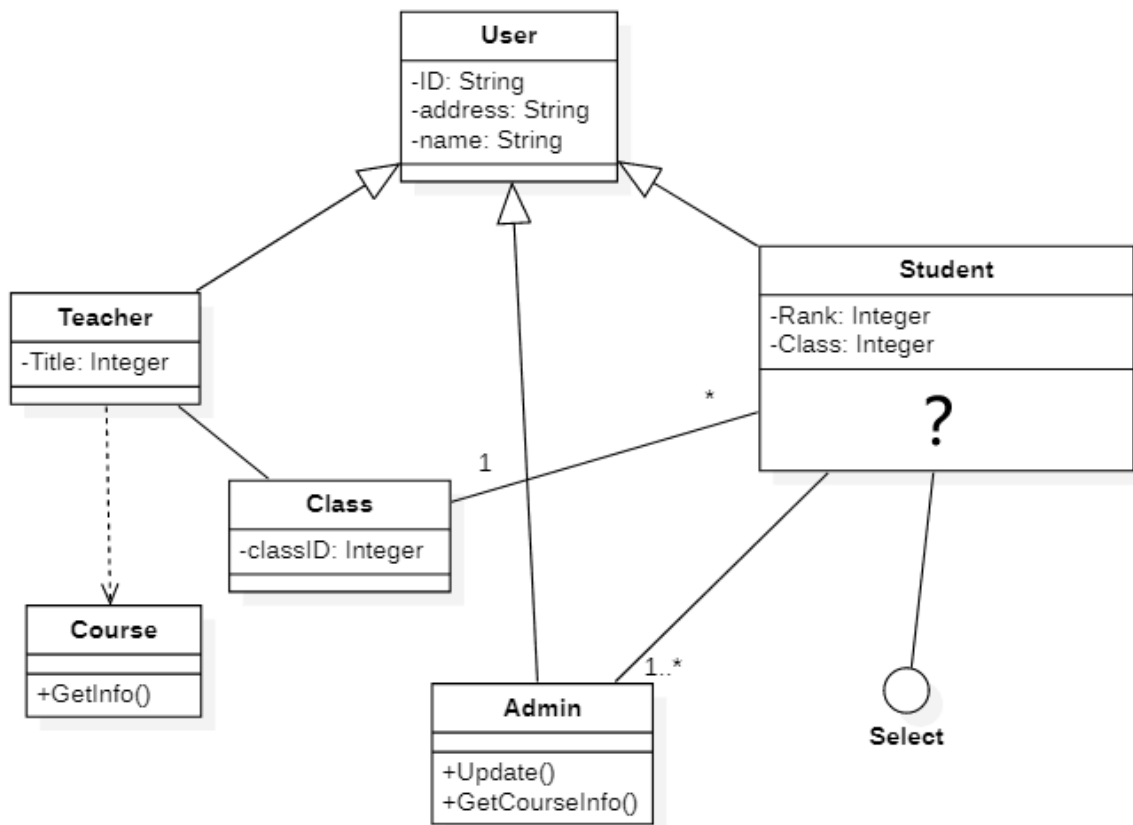 User
-ID: String
-address: String
-name: String
Student
-Rank: Integer
-Class: Integer
?
Teacher
-Title: Integer
*
1
Class
-classID: Integer
Course
+GetInfo()
1..*
Admin
+Update()
+GetCourseInfo()
Select